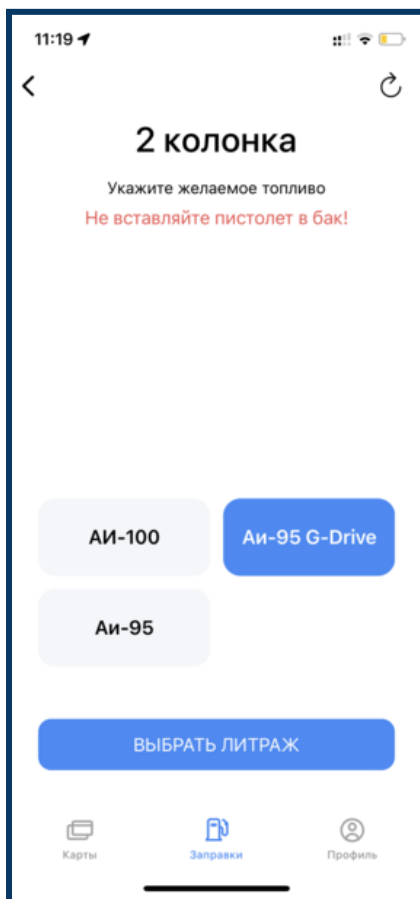 11:19
2 колонка
Укажите желаемое топливо
Не вставляйте пистолет в бак!
АИ-100
Аи-95 G-Drive
Аи-95
ВЫБРАТЬ ЛИТРАЖ
Карты
Заправки
Профиль